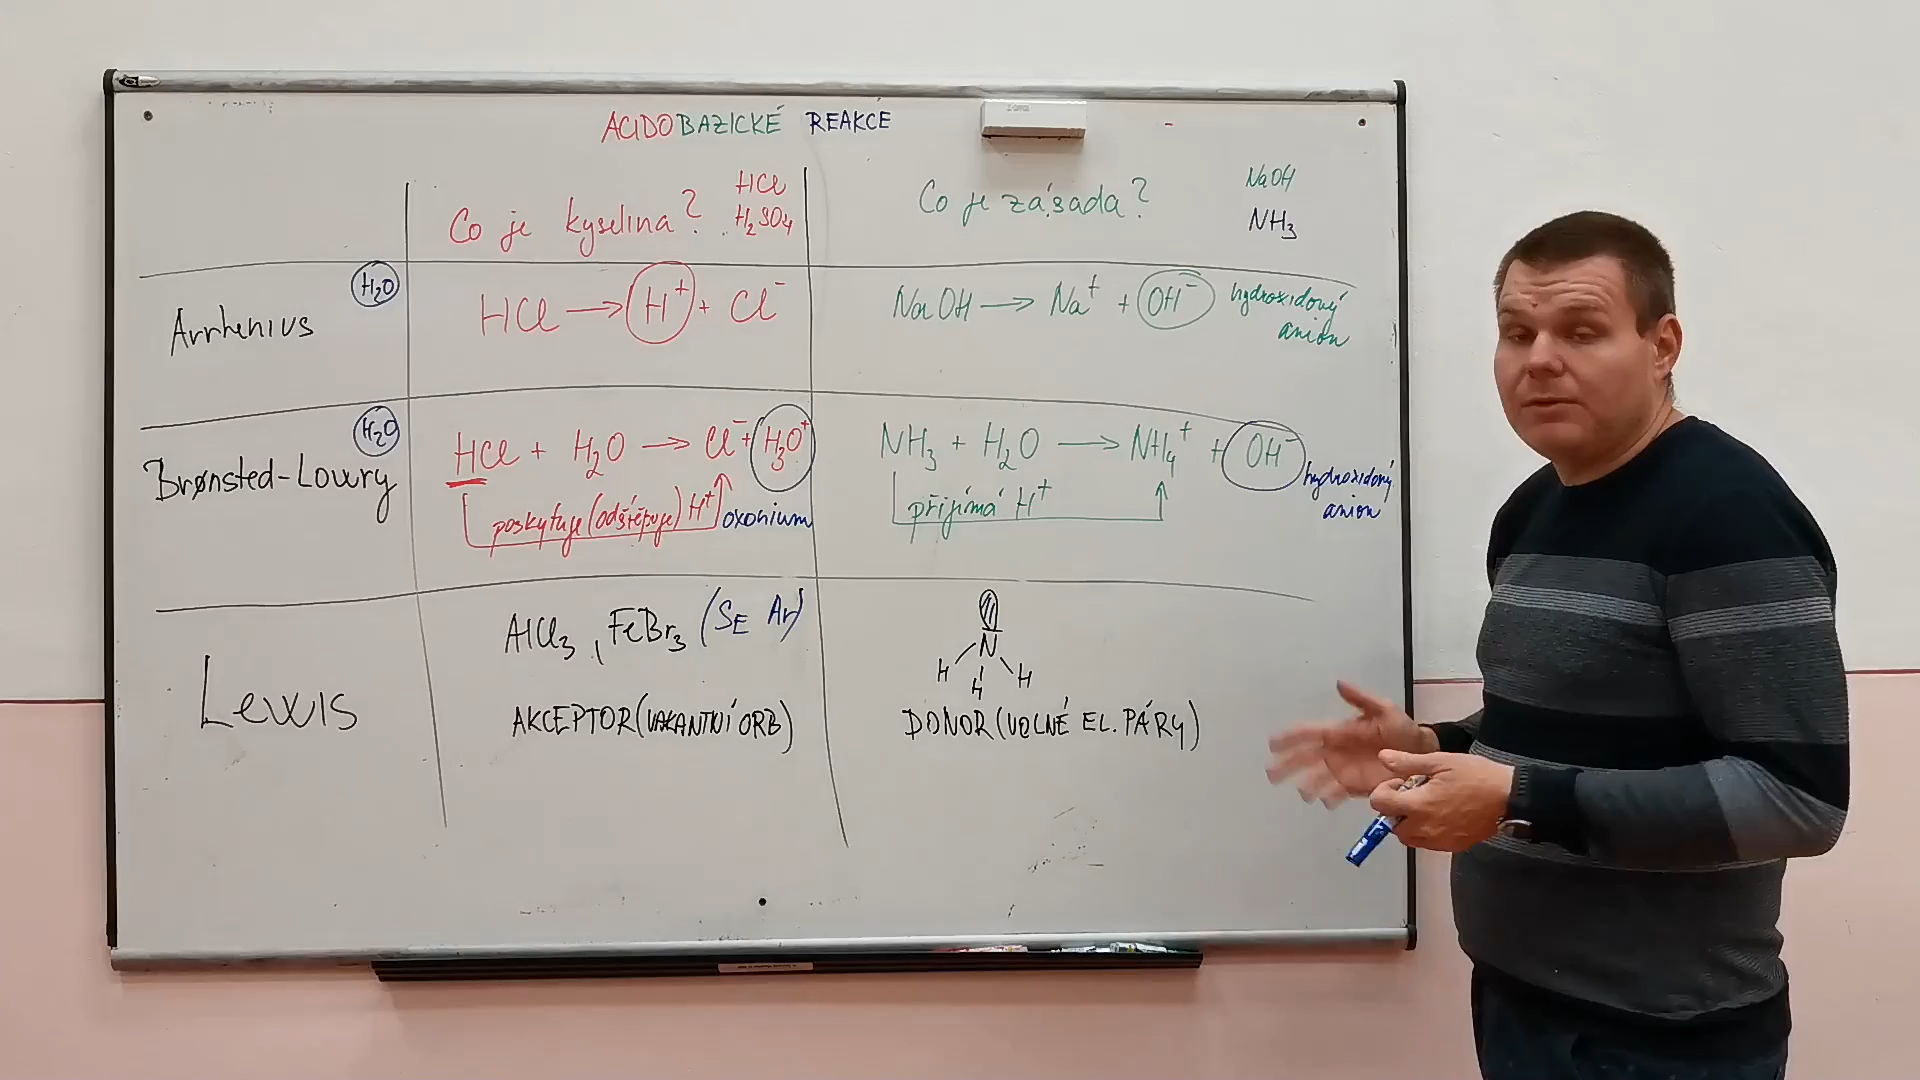 ACIDOBAZICKÉ REAKCE
Co je kyselina?
HCl
H₂SO₄
Co je zásada?
NaOH
NH₃
Arrhenius
H₂O
HCl → H⁺ + Cl⁻
NaOH → Na⁺ + OH⁻
hydroxidový
anion
Brønsted-Lowry
H₂O
HCl + H₂O → Cl⁻ + H₃O⁺
poskytuje (odštěpuje) H⁺
oxonium
NH₃ + H₂O → NH₄⁺ + OH⁻
přijímá H⁺
hydroxidový
anion
Lewis
AlCl₃, FeBr₃ (SE Ar)
AKCEPTOR (VAKANTNÍ ORB)
N
H H H
DONOR (VOLNÉ EL. PÁRY)